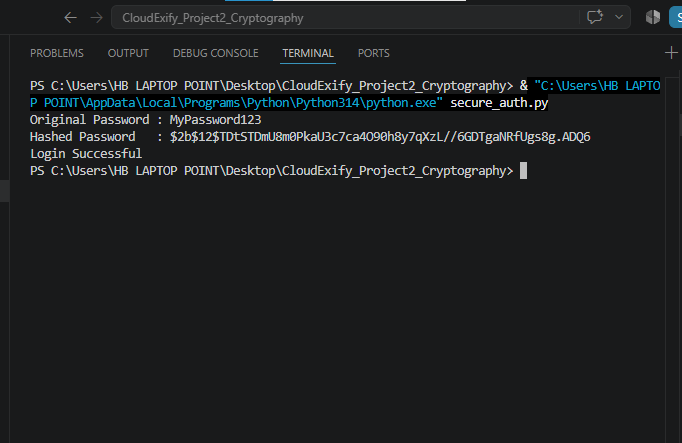 CloudExify_Project2_Cryptography
PROBLEMS OUTPUT DEBUG CONSOLE TERMINAL PORTS
PS C:\Users\HB LAPTOP POINT\Desktop\CloudExify_Project2_Cryptography> & "C:\Users\HB LAPTO
P POINT\AppData\Local\Programs\Python\Python314\python.exe" secure_auth.py
Original Password : MyPassword123
Hashed Password   : $2b$12$TDtSTDmU8m0PkaU3c7ca4O90h8y7qXzL//6GDTgaNRfUgs8g.ADQ6
Login Successful
PS C:\Users\HB LAPTOP POINT\Desktop\CloudExify_Project2_Cryptography>